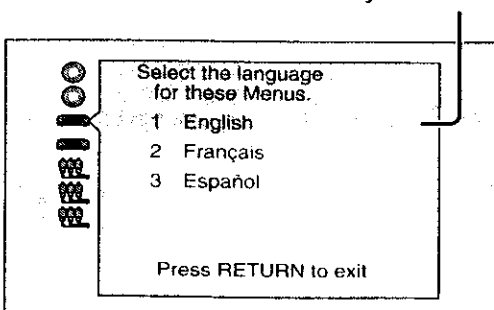 Select the language
for these Menus.
1 English
2 Français
3 Español
Press RETURN to exit